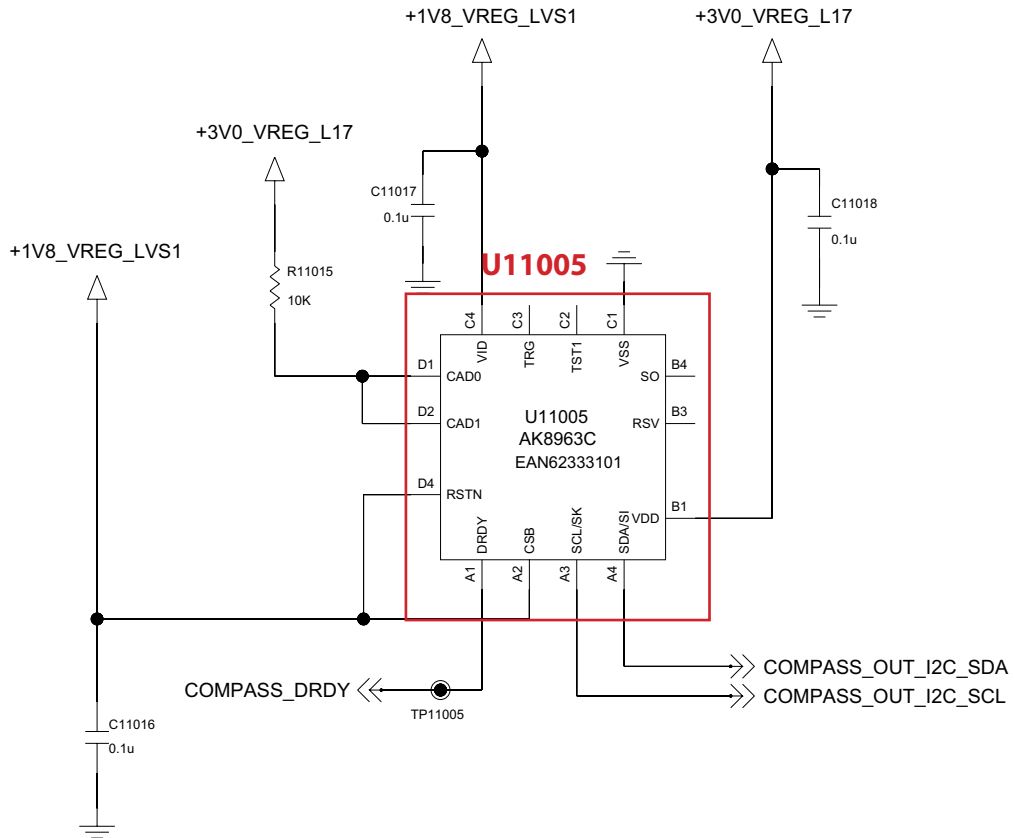 +1V8_VREG_LVS1
+3V0_VREG_L17
+3V0_VREG_L17
C11017
0.1u
C11018
0.1u
+1V8_VREG_LVS1
R11015
10K
U11005
C4
C3
C2
C1
VID
TRG
TST1
VSS
D1
CAD0
SO
B4
D2
CAD1
RSV
B3
U11005
AK8963C
EAN62333101
D4
RSTN
VDD
B1
DRDY
CSB
SCL/SK
SDA/SI
A1
A2
A3
A4
COMPASS_OUT_I2C_SDA
COMPASS_DRDY
COMPASS_OUT_I2C_SCL
TP11005
C11016
0.1u